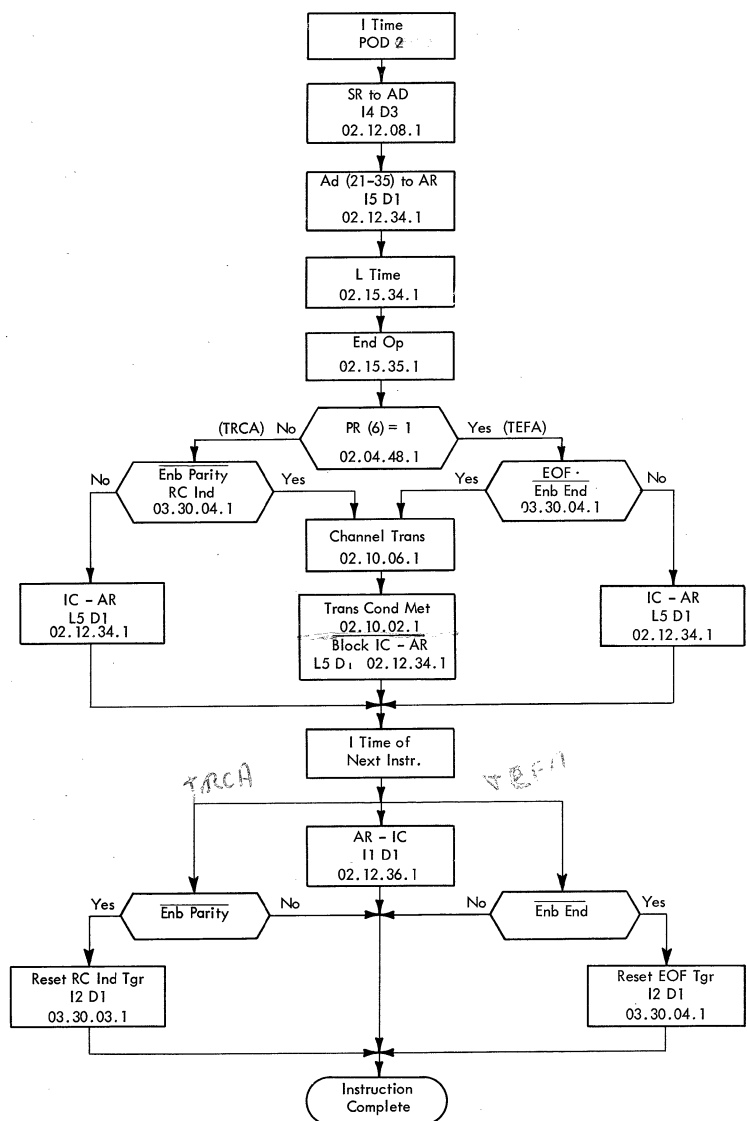 I Time
POD 2
SR to AD
I4 D3
02.12.08.1
Ad (21-35) to AR
I5 D1
02.12.34.1
L Time
02.15.34.1
End Op
02.15.35.1
(TRCA) No
PR (6) = 1
02.04.48.1
Yes (TEFA)
No
Enb Parity
RC Ind
03.30.04.1
Yes
Yes
EOF ·
Enb End
03.30.04.1
No
Channel Trans
02.10.06.1
IC - AR
L5 D1
02.12.34.1
Trans Cond Met
02.10.02.1
Block IC - AR
L5 D1 02.12.34.1
IC - AR
L5 D1
02.12.34.1
I Time of
Next Instr.
TRCA
TEFA
AR - IC
I1 D1
02.12.36.1
Yes
Enb Parity
No
No
Enb End
Yes
Reset RC Ind Tgr
I2 D1
03.30.03.1
Reset EOF Tgr
I2 D1
03.30.04.1
Instruction
Complete